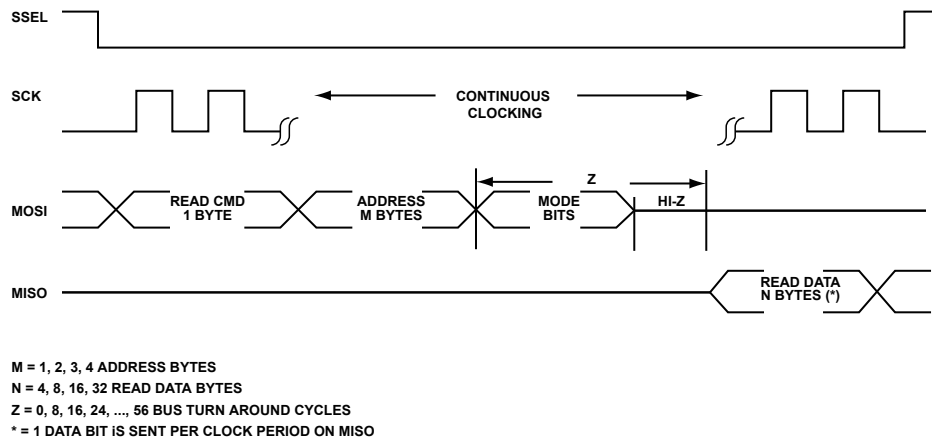 SSEL
SCK
CONTINUOUS
CLOCKING
Z
MOSI
READ CMD
1 BYTE
ADDRESS
M BYTES
MODE
BITS
HI-Z
MISO
READ DATA
N BYTES (*)
M = 1, 2, 3, 4 ADDRESS BYTES
N = 4, 8, 16, 32 READ DATA BYTES
Z = 0, 8, 16, 24, ..., 56 BUS TURN AROUND CYCLES
* = 1 DATA BIT iS SENT PER CLOCK PERIOD ON MISO